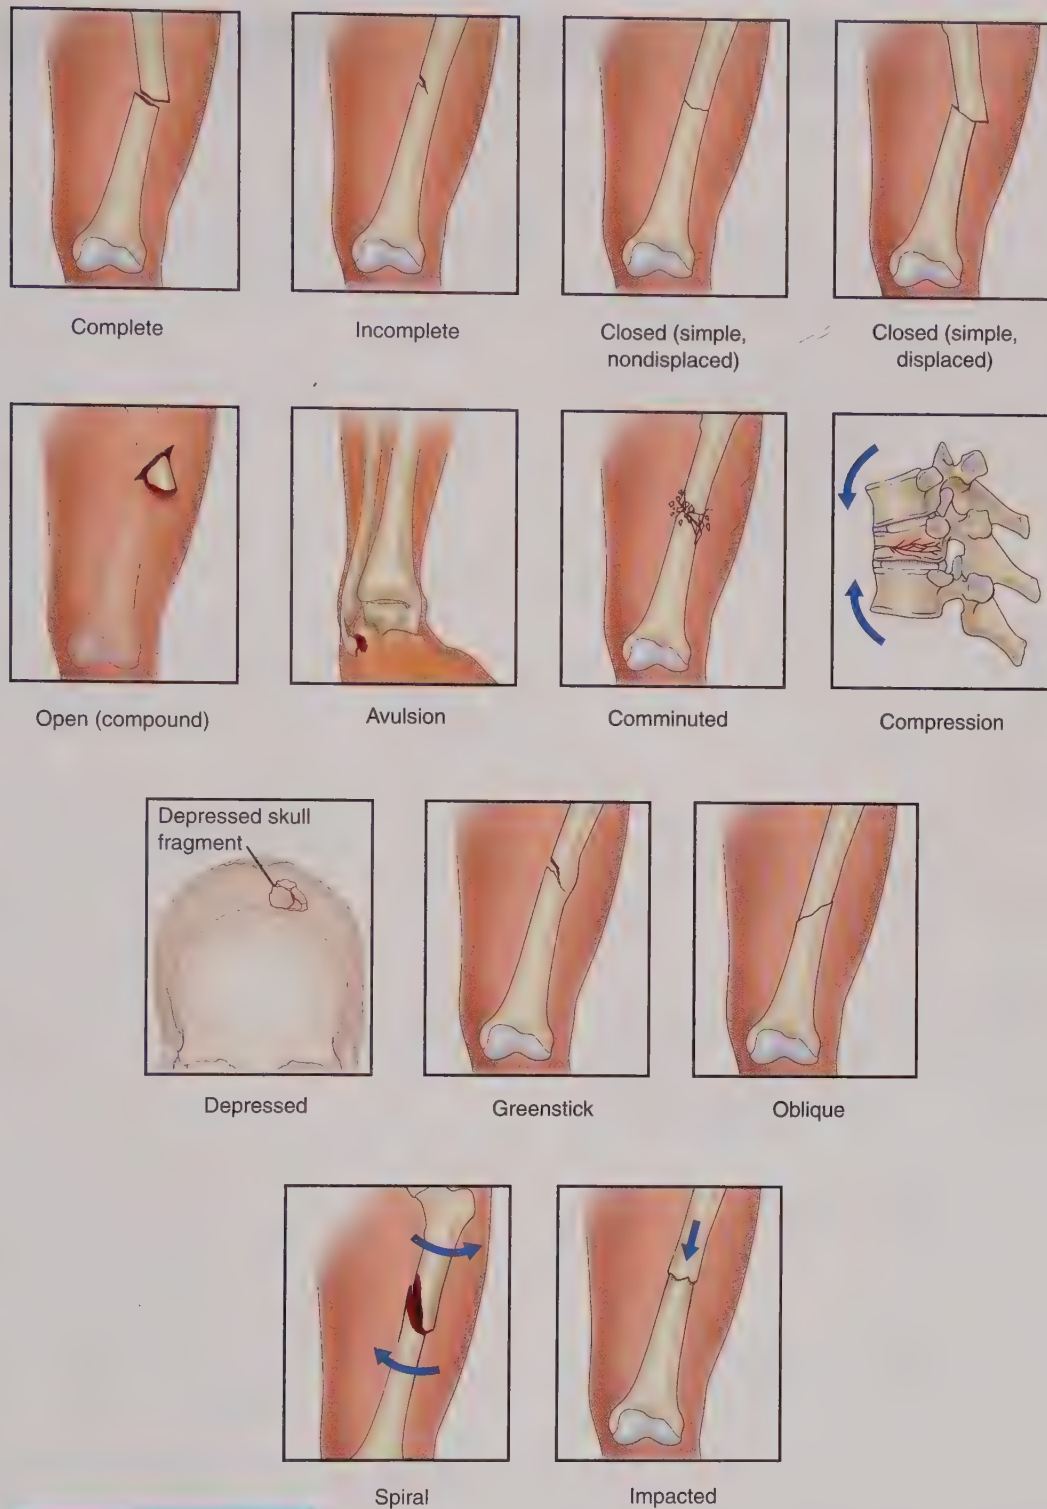 Complete
Incomplete
Closed (simple,
nondisplaced)
Closed (simple,
displaced)
Open (compound)
Avulsion
Comminuted
Compression
Depressed skull
fragment
Depressed
Greenstick
Oblique
Spiral
Impacted